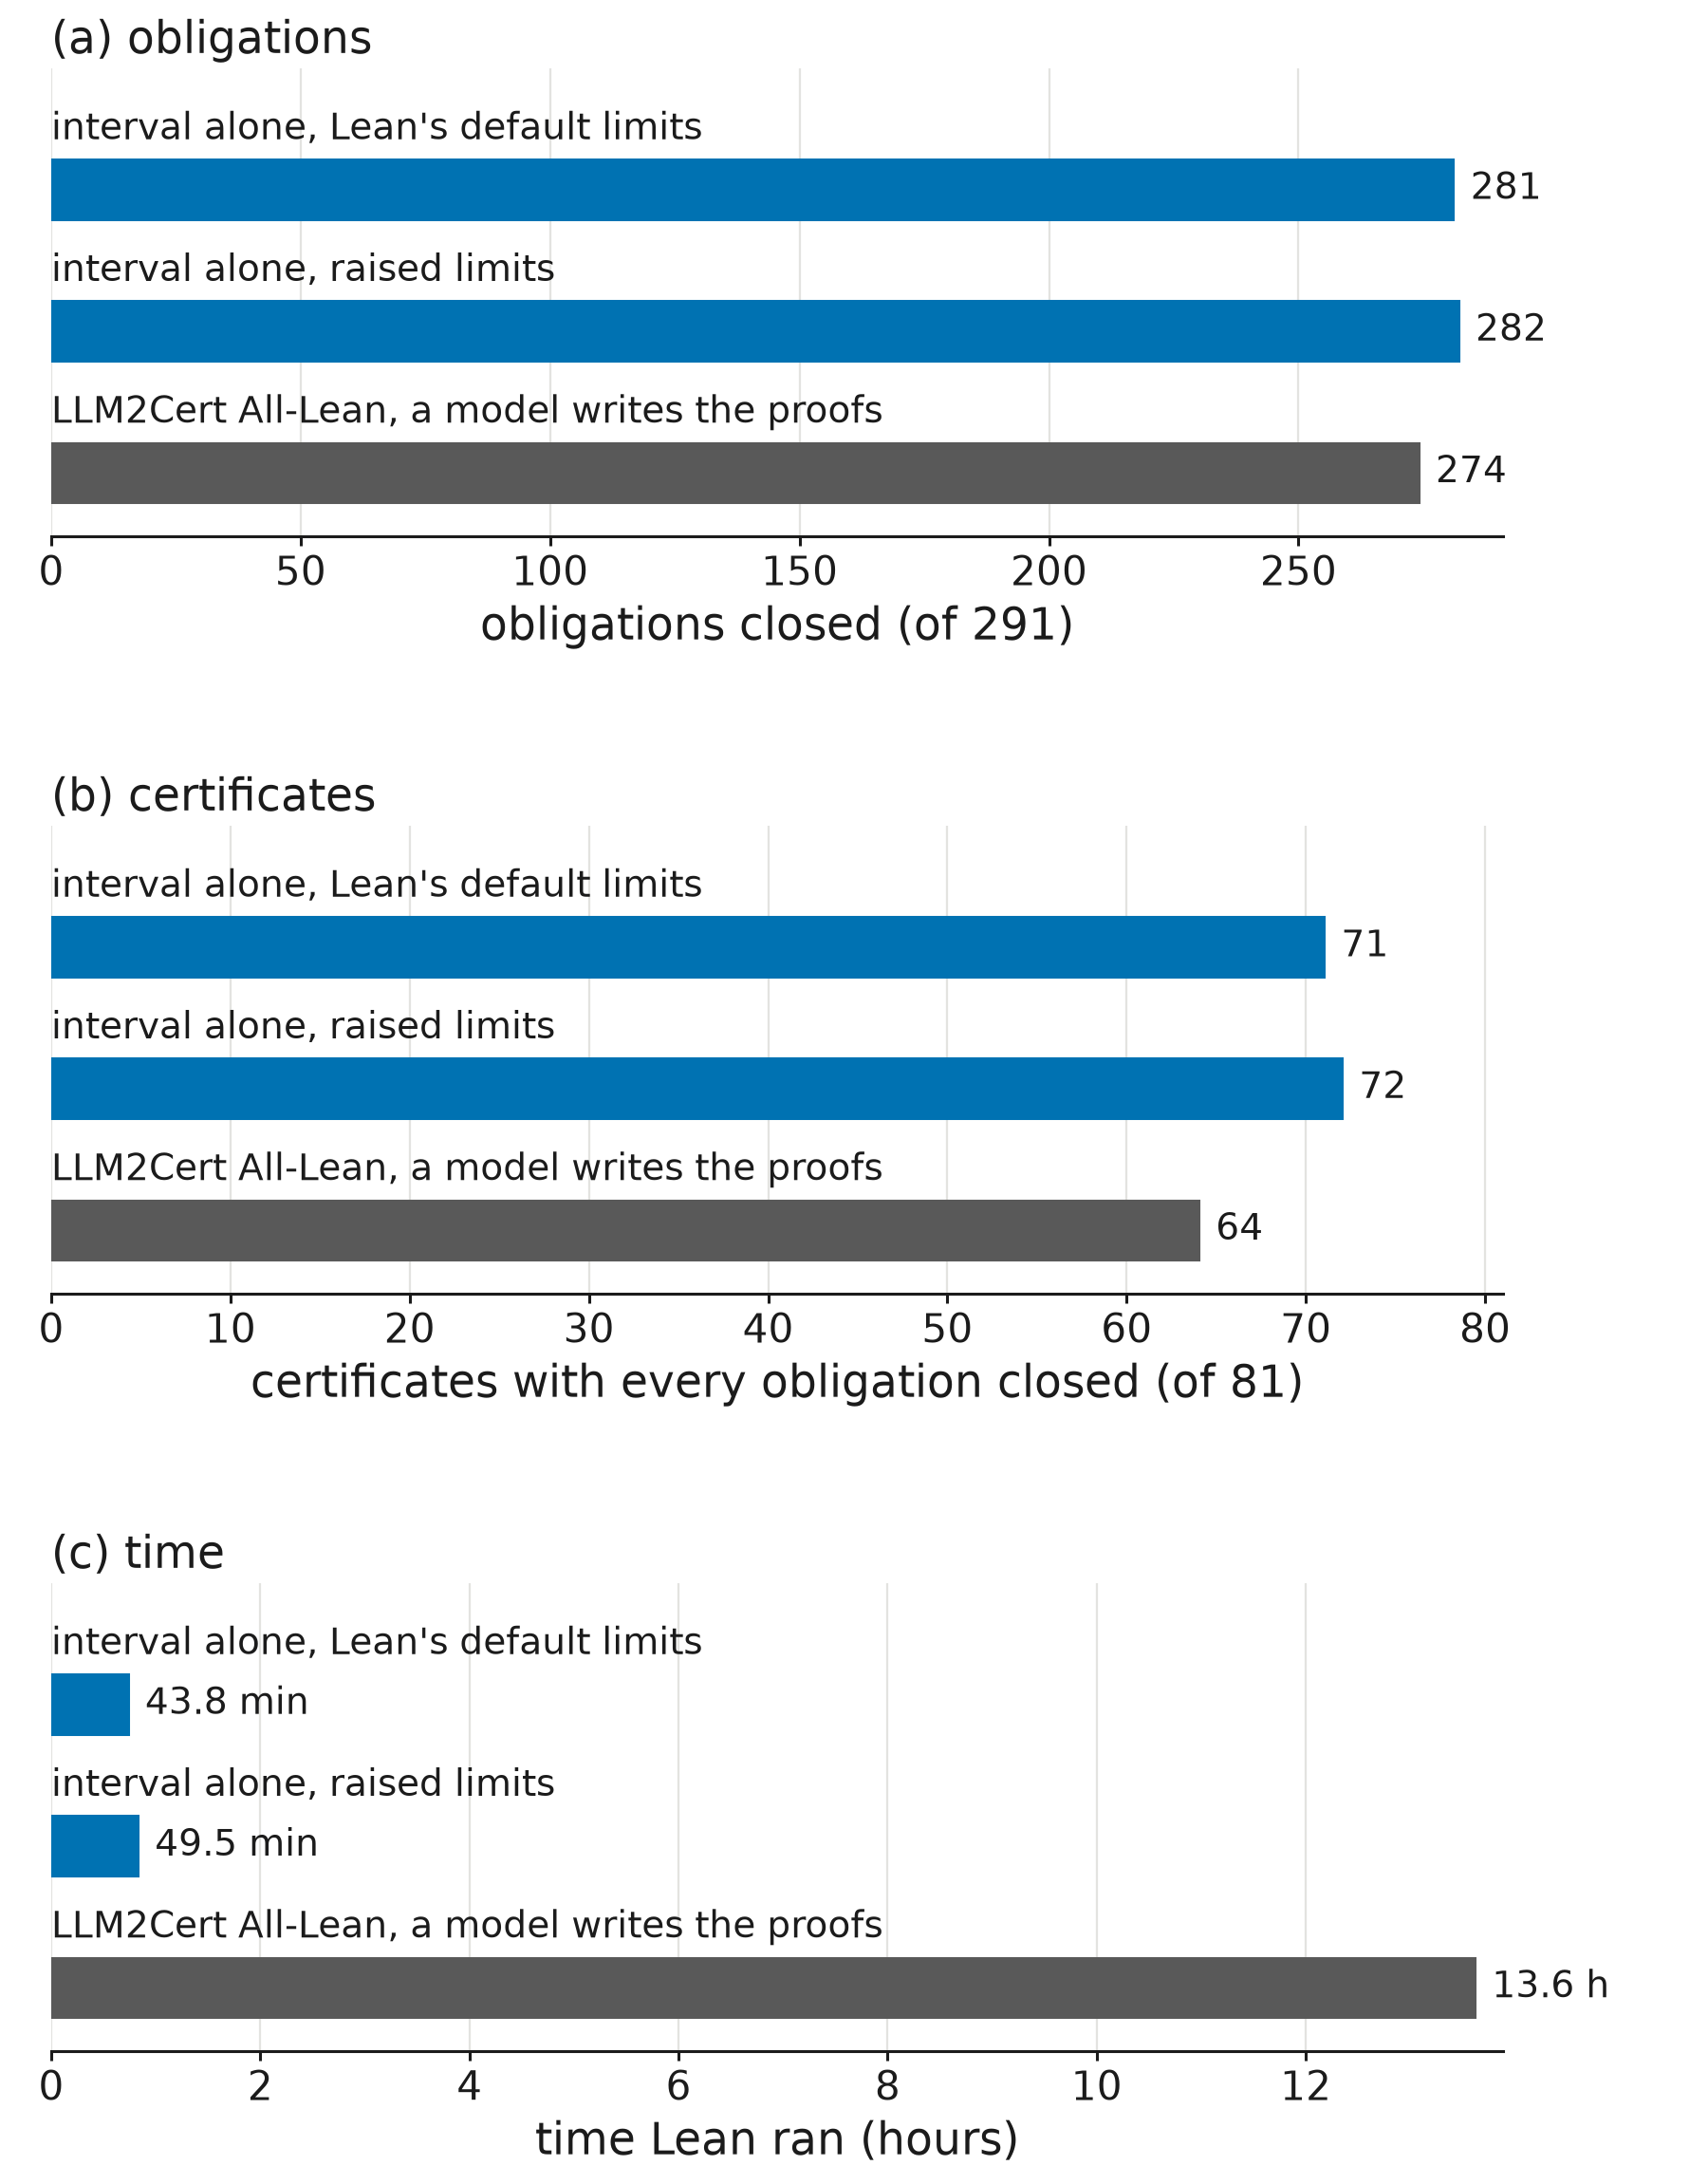 (a) obligations
interval alone, Lean's default limits
281
interval alone, raised limits
282
LLM2Cert All-Lean, a model writes the proofs
274
0 50 100 150 200 250
obligations closed (of 291)
(b) certificates
interval alone, Lean's default limits
71
interval alone, raised limits
72
LLM2Cert All-Lean, a model writes the proofs
64
0 10 20 30 40 50 60 70 80
certificates with every obligation closed (of 81)
(c) time
interval alone, Lean's default limits
43.8 min
interval alone, raised limits
49.5 min
LLM2Cert All-Lean, a model writes the proofs
13.6 h
0 2 4 6 8 10 12
time Lean ran (hours)